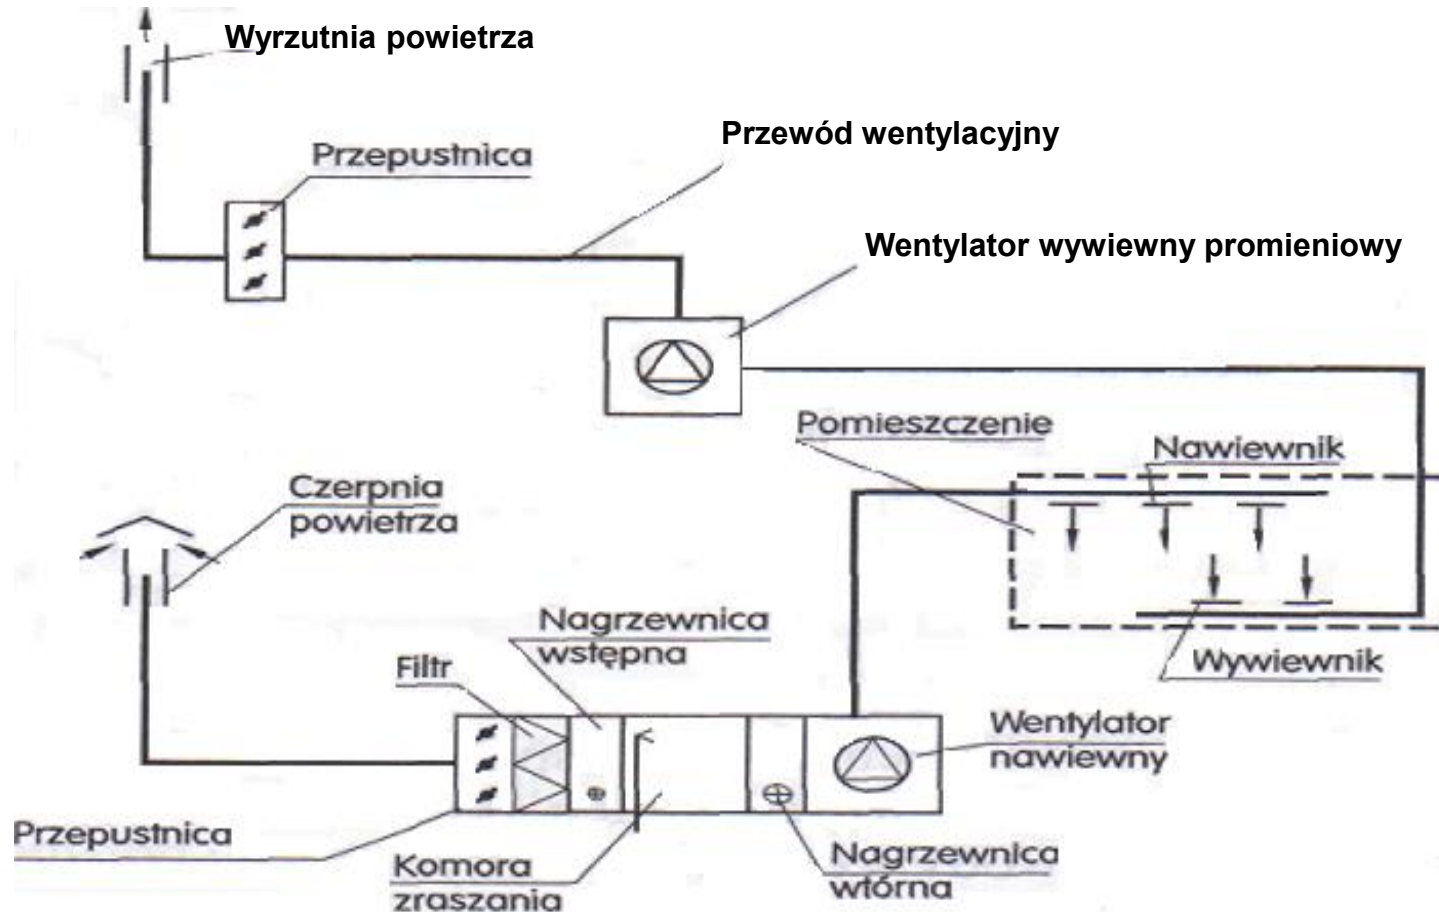 Wyrzutnia powietrza
Przewód wentylacyjny
Przepustnica
Wentylator wywiewny promieniowy
Pomieszczenie
Nawiewnik
Czerpnia
powietrza
Nagrzewnica
wstępna
Filtr
Wywiewnik
Wentylator
nawiewny
Przepustnica
Komora
zraszania
Nagrzewnica
wtórna